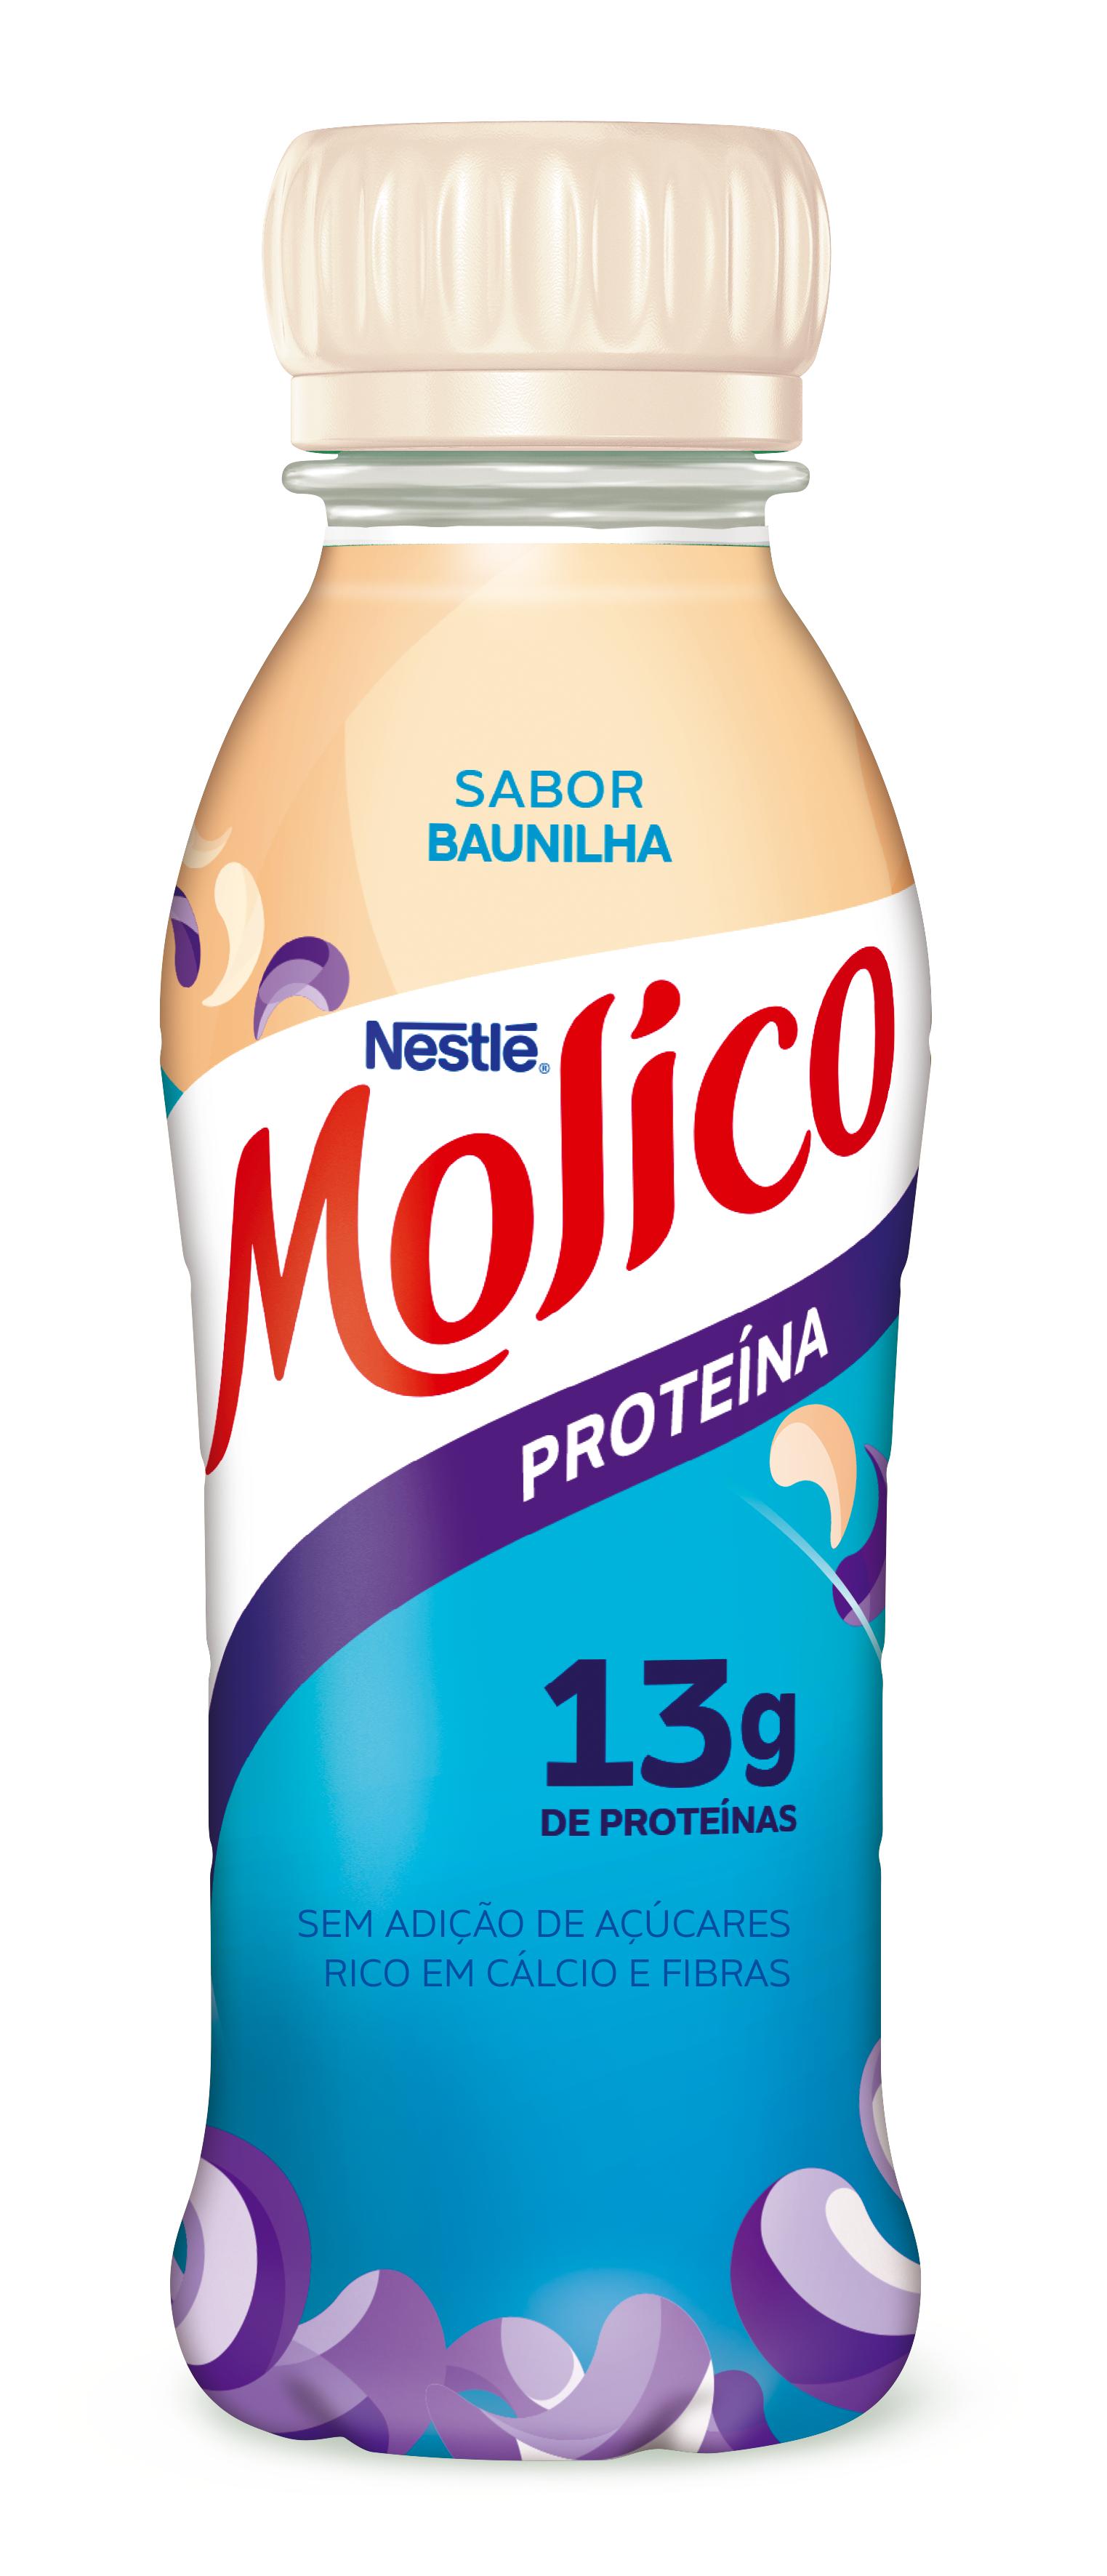 SABOR
BAUNILHA
Nestlé®
Molico
PROTEÍNA
13g
DE PROTEÍNAS
SEM ADIÇÃO DE AÇÚCARES
RICO EM CÁLCIO E FIBRAS